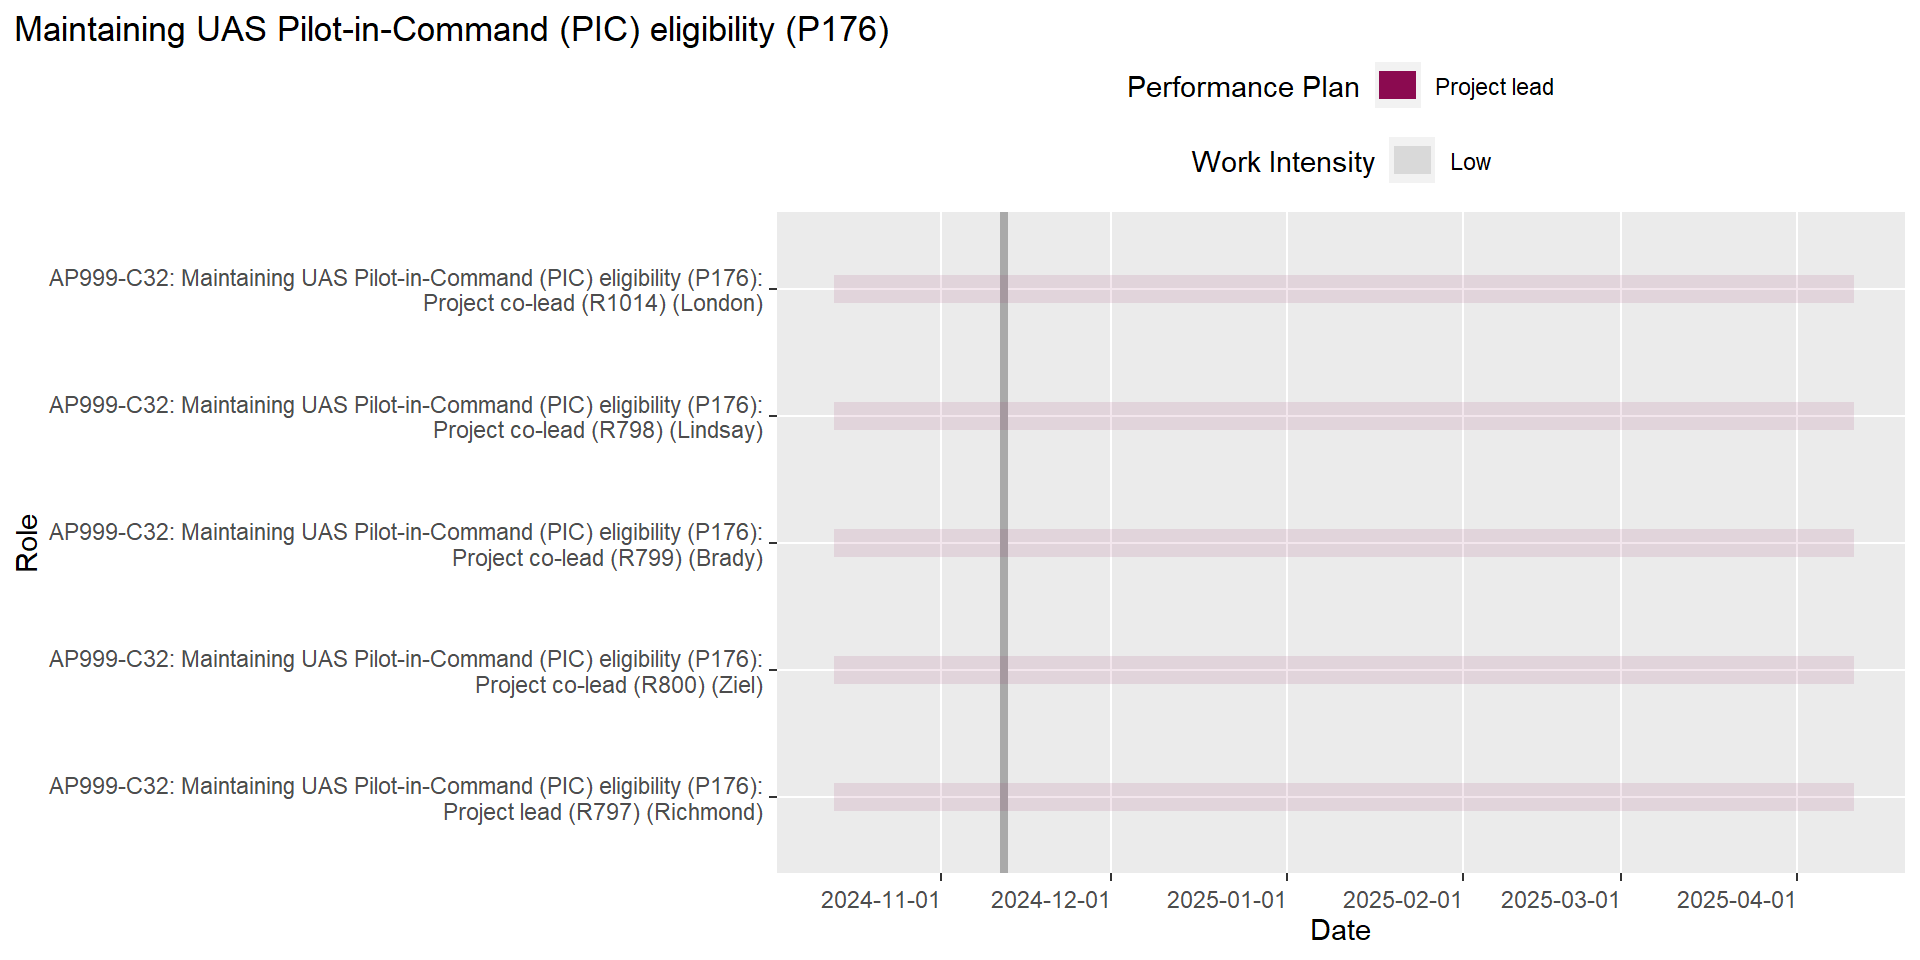 Maintaining UAS Pilot-in-Command (PIC) eligibility (P176)
Performance Plan
Project lead
Work Intensity
Low
AP999-C32: Maintaining UAS Pilot-in-Command (PIC) eligibility (P176):
Project co-lead (R1014) (London)
AP999-C32: Maintaining UAS Pilot-in-Command (PIC) eligibility (P176):
Project co-lead (R798) (Lindsay)
AP999-C32: Maintaining UAS Pilot-in-Command (PIC) eligibility (P176):
Project co-lead (R799) (Brady)
AP999-C32: Maintaining UAS Pilot-in-Command (PIC) eligibility (P176):
Project co-lead (R800) (Ziel)
AP999-C32: Maintaining UAS Pilot-in-Command (PIC) eligibility (P176):
Project lead (R797) (Richmond)
Role
2024-11-01
2024-12-01
2025-01-01
2025-02-01
2025-03-01
2025-04-01
Date